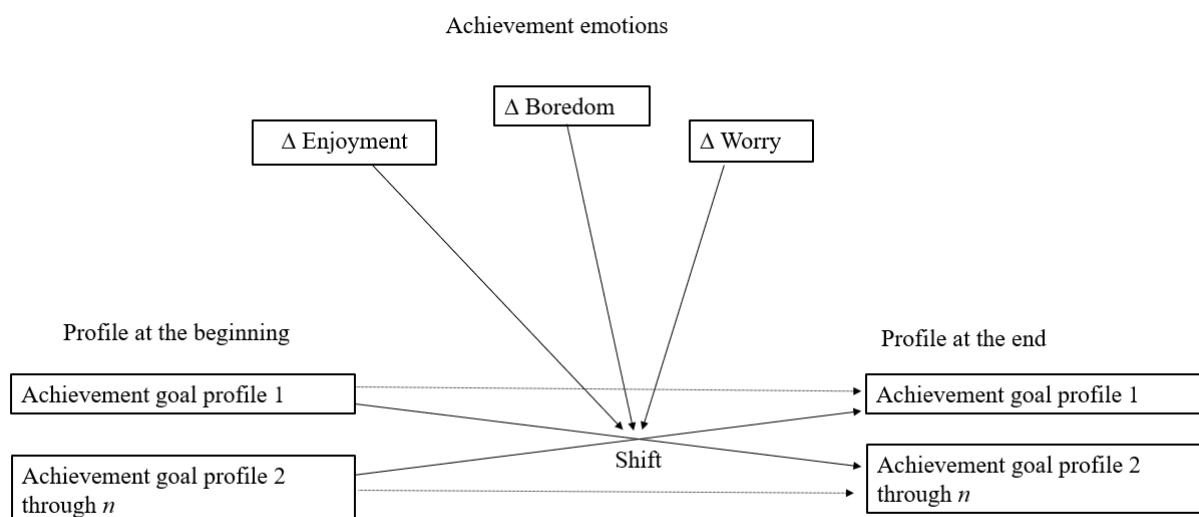 Achievement emotions
Δ Boredom
Δ Enjoyment
Δ Worry
Profile at the beginning
Profile at the end
Achievement goal profile 1
Achievement goal profile 1
Shift
Achievement goal profile 2
through n
Achievement goal profile 2
through n